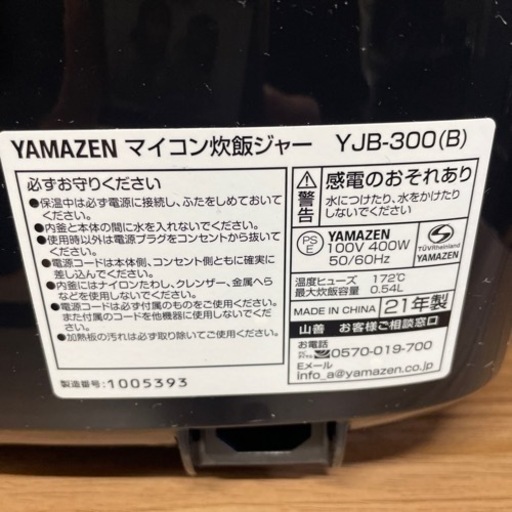 YAMAZEN マイコン炊飯ジャー YJB-300(B)
必ずお守りください
●保温中は必ず電源に接続し、ふたをしめておいて
ください。
●内釜と本体の間に水を入れないでください。
●使用時以外は電源プラグをコンセントから抜いて
ください。
●電源コードは本体側、コンセント側ともに確実に
差し込んでください。
●内釜にはナイロンたわし、クレンザー、金属へら
などを使用しないでください。
●電源コードは必ず付属のものをご使用ください。
また付属のコードを他機器に使用しないでください。
●加熱板の汚れは必ず取り除いてご使用ください。
製造番号:1005393
警告
感電のおそれあり
水につけたり、水をかけたり
しないでください
PS
E
YAMAZEN
100V 400W
50/60Hz
TÜVRheinland
YAMAZEN
温度ヒューズ 172℃
最大炊飯容量 0.54L
MADE IN CHINA 21年製
山善 お客様ご相談窓口
お電話
0570-019-700
Eメール
info_a@yamazen.co.jp